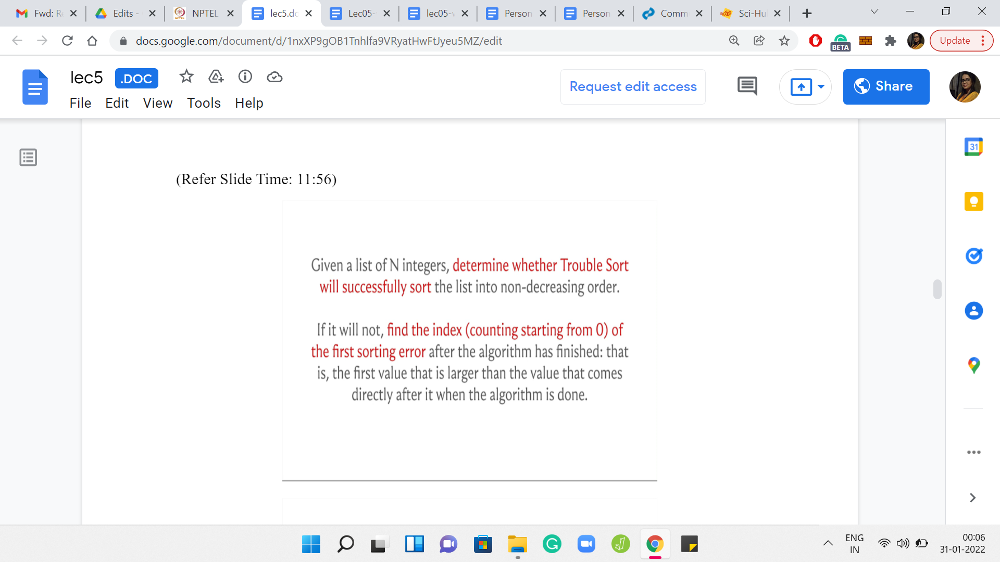 Fwd: Re
Edits -
NPTEL
lec5.do
Lec05-
lec05-v
Person
Person
Comm
Sci-Hu
docs.google.com/document/d/1nxXP9gOB1Tnhlfa9VRyatHwFtJyeu5MZ/edit
BETA
Update
lec5
.DOC
Request edit access
Share
File Edit View Tools Help
31
(Refer Slide Time: 11:56)
Given a list of N integers, determine whether Trouble Sort
will successfully sort the list into non-decreasing order.
If it will not, find the index (counting starting from 0) of
the first sorting error after the algorithm has finished: that
is, the first value that is larger than the value that comes
directly after it when the algorithm is done.
ENG
IN
00:06
31-01-2022